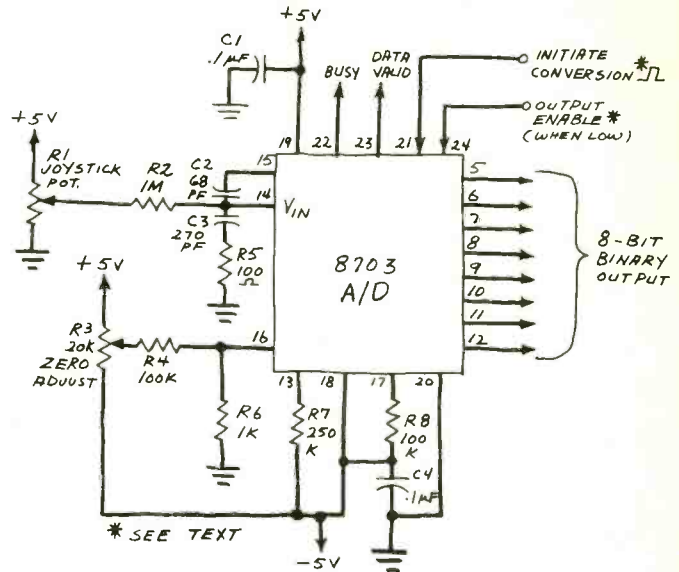 +5V
C1
.1µF
BUSY
DATA
VALID
INITIATE *
CONVERSION
OUTPUT
ENABLE *
(WHEN LOW)
19
22
23
21
24
+5V
R1
JOYSTICK
POT.
R2
1M
C2
68
PF
15
14
VIN
C3
270
PF
R5
100
Ω
8703
A/D
5
6
7
8
9
10
11
12
8-BIT
BINARY
OUTPUT
+5V
R3
20K
ZERO
ADJUST
R4
100K
16
R6
1K
13
18
17
20
R7
250
K
R8
100
K
C4
.1µF
* SEE TEXT
-5V